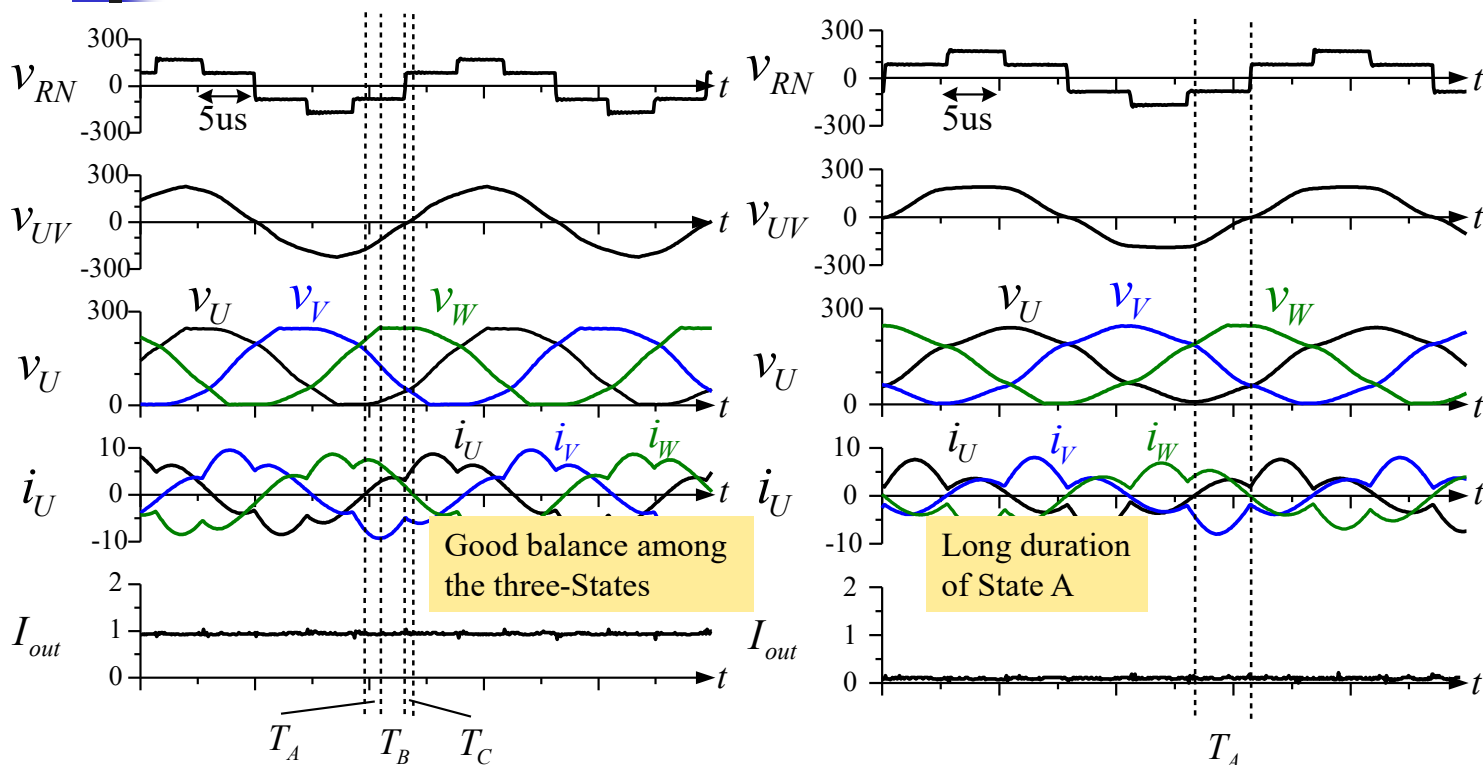 300
v_RN
0
-300
5us
t
300
v_UV
0
-300
t
v_U v_V v_W
300
v_U
0
t
i_U i_V i_W
10
i_U
0
-10
t
Good balance among
the three-States
2
1
I_out
0
t
T_A T_B T_C
300
v_RN
0
-300
5us
t
300
v_UV
0
-300
t
v_U v_V v_W
300
v_U
0
t
i_U i_V i_W
10
i_U
0
-10
t
Long duration
of State A
2
1
I_out
0
t
T_A